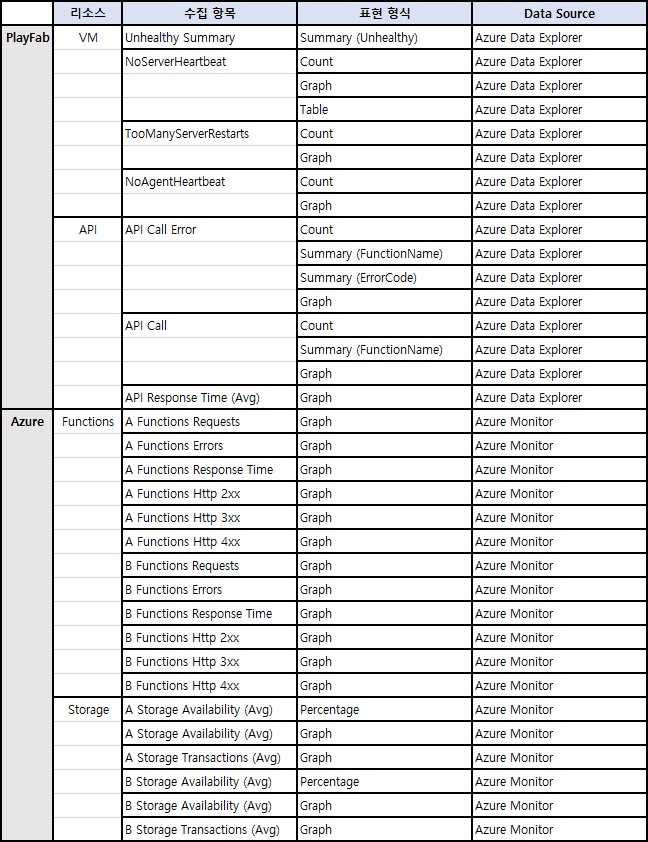 리소스 수집 항목 표현 형식 Data Source
PlayFab VM Unhealthy Summary Summary (Unhealthy) Azure Data Explorer
NoServerHeartbeat Count Azure Data Explorer
Graph Azure Data Explorer
Table Azure Data Explorer
TooManyServerRestarts Count Azure Data Explorer
Graph Azure Data Explorer
NoAgentHeartbeat Count Azure Data Explorer
Graph Azure Data Explorer
API API Call Error Count Azure Data Explorer
Summary (FunctionName) Azure Data Explorer
Summary (ErrorCode) Azure Data Explorer
Graph Azure Data Explorer
API Call Count Azure Data Explorer
Summary (FunctionName) Azure Data Explorer
Graph Azure Data Explorer
API Response Time (Avg) Graph Azure Data Explorer
Azure Functions A Functions Requests Graph Azure Monitor
A Functions Errors Graph Azure Monitor
A Functions Response Time Graph Azure Monitor
A Functions Http 2xx Graph Azure Monitor
A Functions Http 3xx Graph Azure Monitor
A Functions Http 4xx Graph Azure Monitor
B Functions Requests Graph Azure Monitor
B Functions Errors Graph Azure Monitor
B Functions Response Time Graph Azure Monitor
B Functions Http 2xx Graph Azure Monitor
B Functions Http 3xx Graph Azure Monitor
B Functions Http 4xx Graph Azure Monitor
Storage A Storage Availability (Avg) Percentage Azure Monitor
A Storage Availability (Avg) Graph Azure Monitor
A Storage Transactions (Avg) Graph Azure Monitor
B Storage Availability (Avg) Percentage Azure Monitor
B Storage Availability (Avg) Graph Azure Monitor
B Storage Transactions (Avg) Graph Azure Monitor